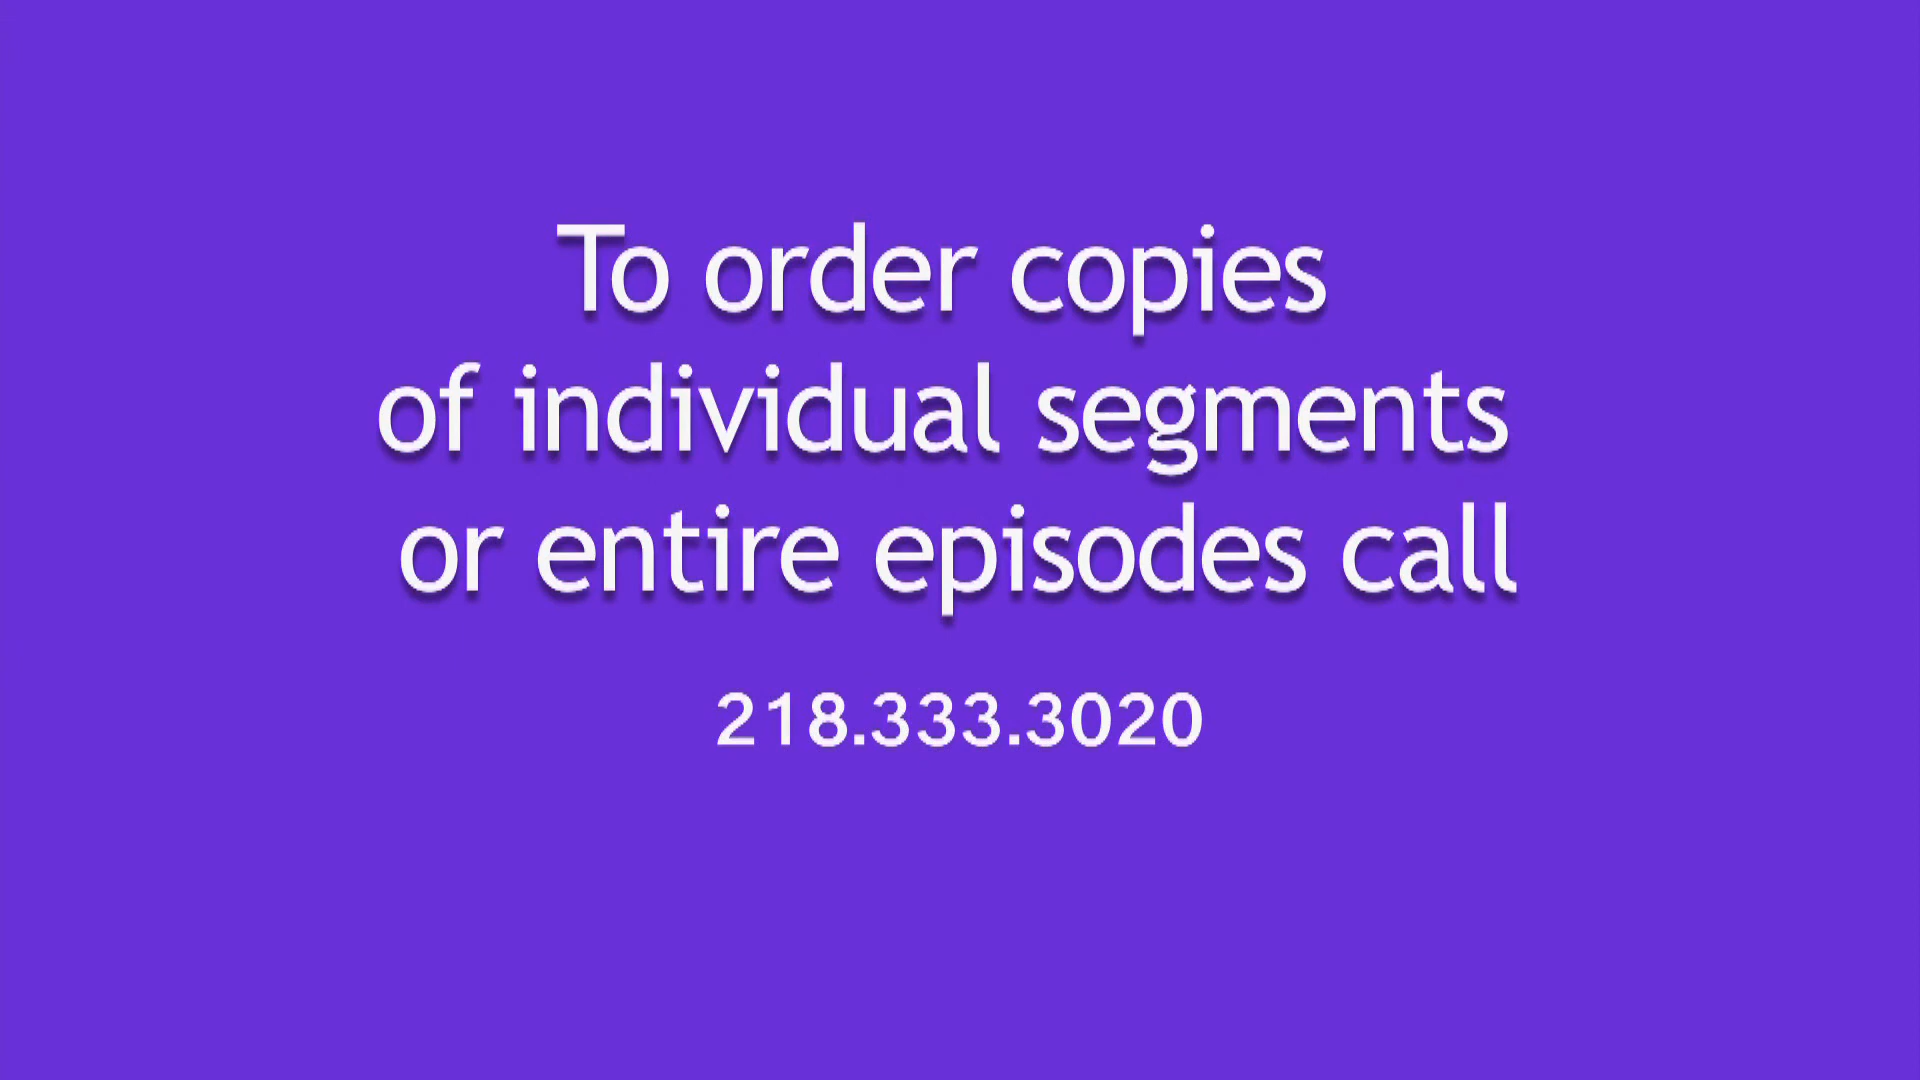 To order copies
of individual segments
or entire episodes call
218.333.3020